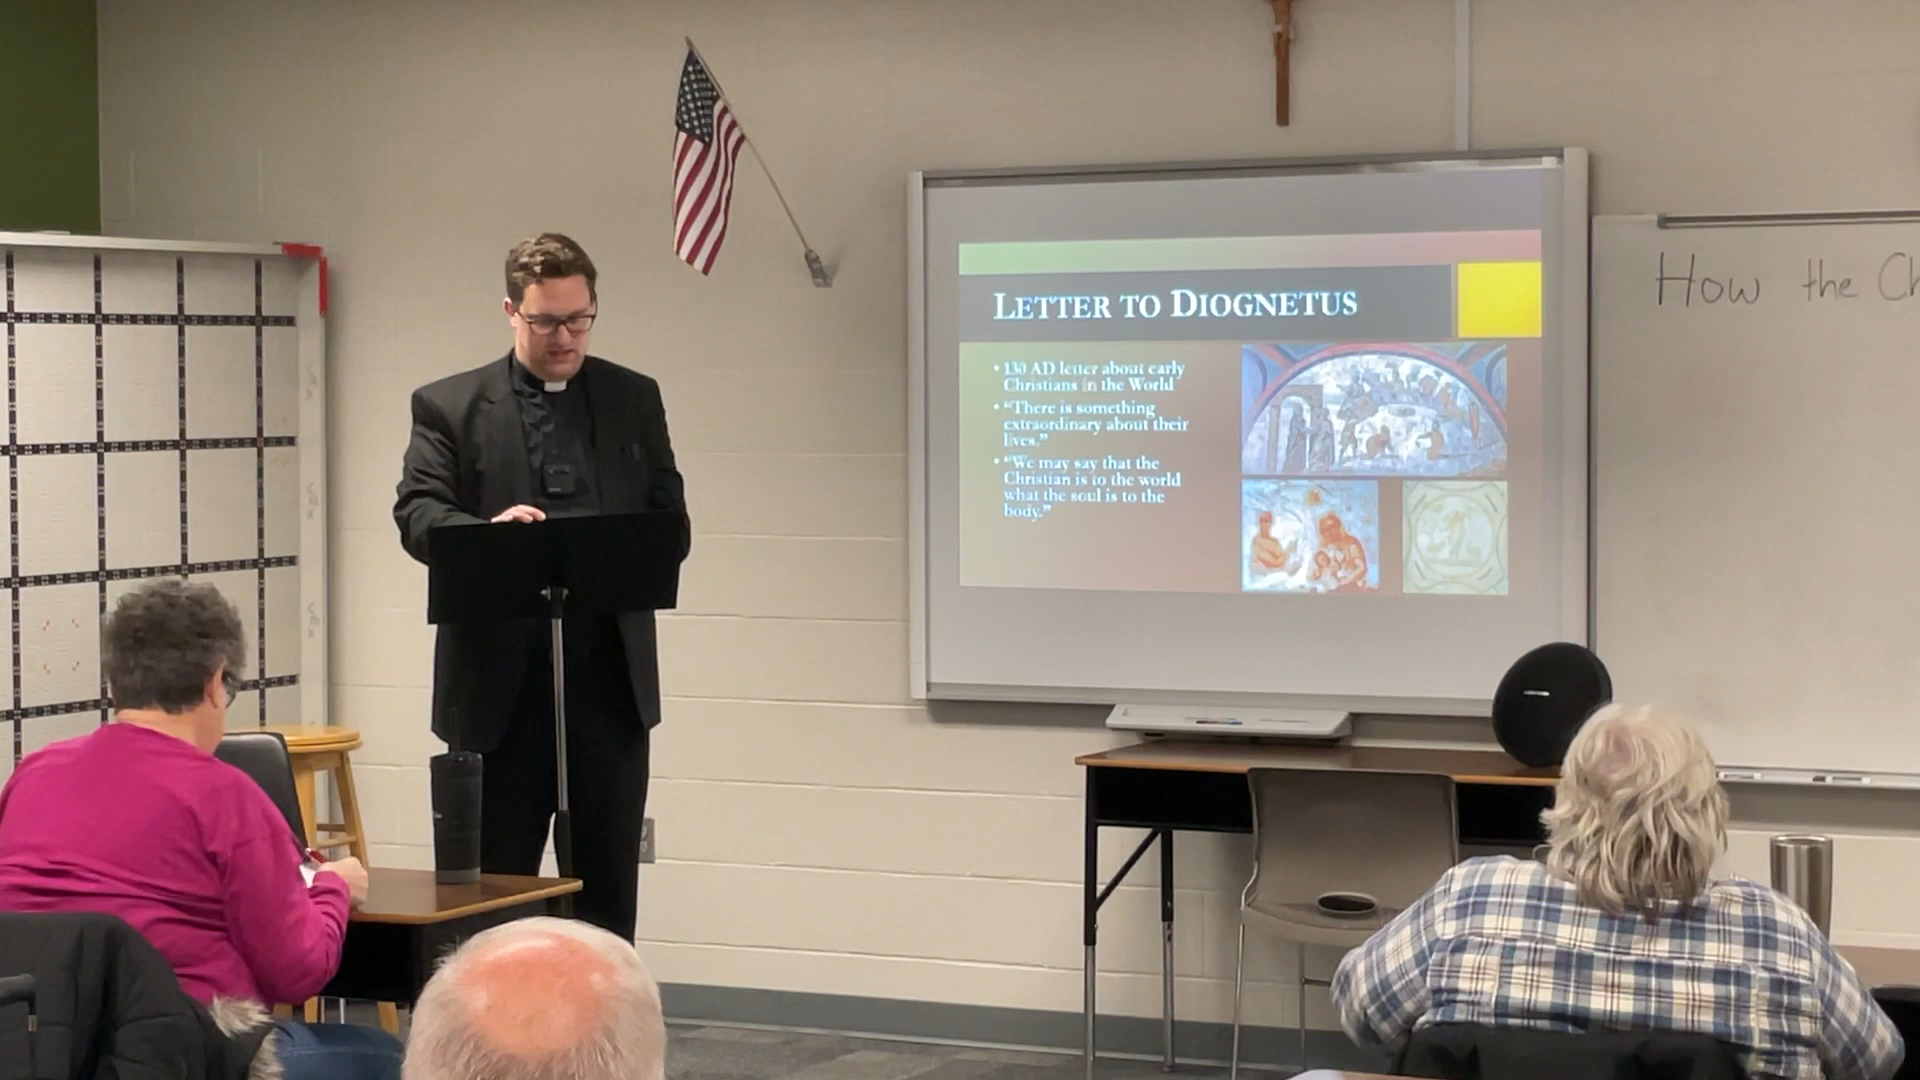 LETTER TO DIOGNETUS
• 130 AD letter about early
Christians in the World
• "There is something
extraordinary about their
lives."
• "We may say that the
Christian is to the world
what the soul is to the
body."
How the Ch